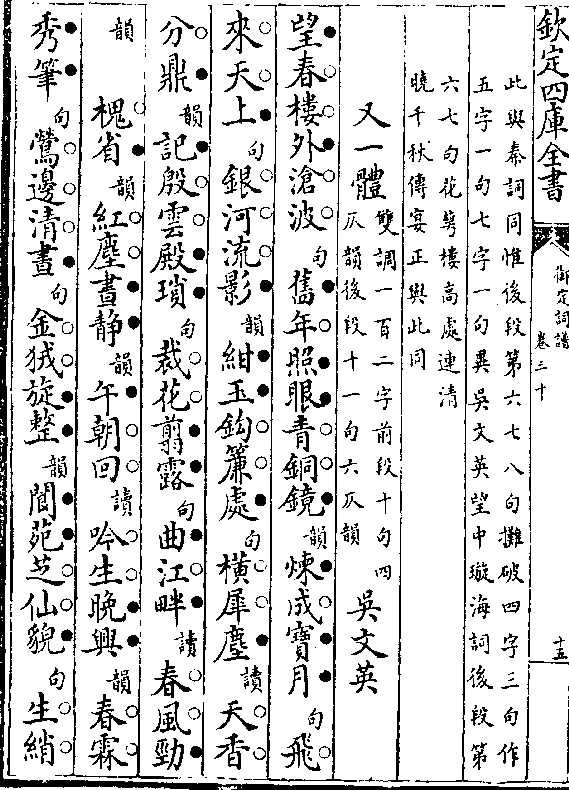 欽定四庫全書
御定詞譜
卷三十
十五
此與秦詞同惟後段第六七八句攤破四字三句作
五字一句七字一句異吳文英望中璇海詞後段第
六七句花萼樓高處連清
曉千秋傳宴正與此同
又一體
雙調一百二字前段十句四
仄韻後段十一句六仄韻
吳文英
望春樓外滄波句舊年照眼青銅鏡韻煉成寶月句飛
來天上句銀河流影韻紺玉鈎簾處句橫犀麈讀天香
分鼎韻記殷雲殿瑣句裁花翦露句曲江畔讀春風勁
韻 槐省韻紅塵晝静韻午朝回讀吟生晚興韻春霖
秀筆句鶯邊清晝句金狨旋整韻閬苑芝仙貌句生綃